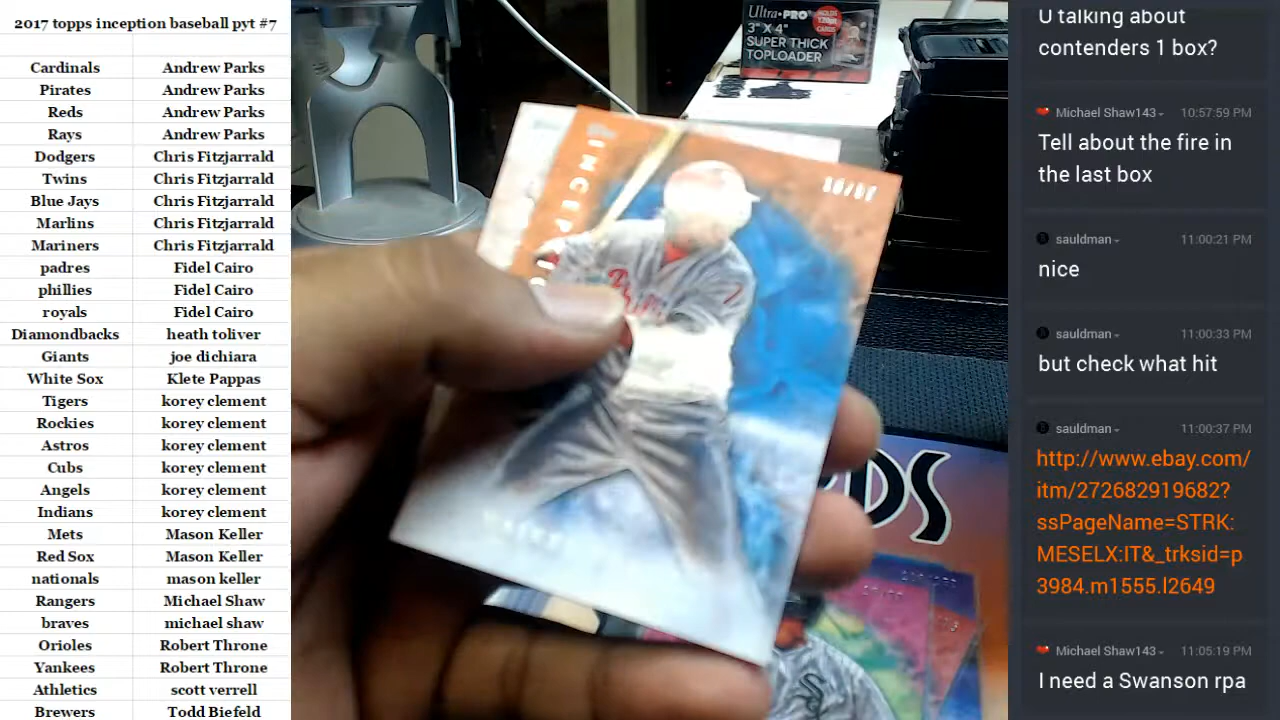 2017 topps inception baseball pyt #7
Cardinals Andrew Parks
Pirates Andrew Parks
Reds Andrew Parks
Rays Andrew Parks
Dodgers Chris Fitzjarrald
Twins Chris Fitzjarrald
Blue Jays Chris Fitzjarrald
Marlins Chris Fitzjarrald
Mariners Chris Fitzjarrald
padres Fidel Cairo
phillies Fidel Cairo
royals Fidel Cairo
Diamondbacks heath toliver
Giants joe dichiara
White Sox Klete Pappas
Tigers korey clement
Rockies korey clement
Astros korey clement
Cubs korey clement
Angels korey clement
Indians korey clement
Mets Mason Keller
Red Sox Mason Keller
nationals mason keller
Rangers Michael Shaw
braves michael shaw
Orioles Robert Throne
Yankees Robert Throne
Athletics scott verrell
Brewers Todd Biefeld
Ultra·PRO
3" X 4"
SUPER THICK
TOPLOADER
HOLDS
CARDS
U talking about
contenders 1 box?
Michael Shaw143 10:57:59 PM
Tell about the fire in
the last box
sauldman 11:00:21 PM
nice
sauldman 11:00:33 PM
but check what hit
sauldman 11:00:37 PM
http://www.ebay.com/
itm/272682919682?
ssPageName=STRK:
MESELX:IT&_trksid=p
3984.m1555.l2649
Michael Shaw143 11:05:19 PM
I need a Swanson rpa